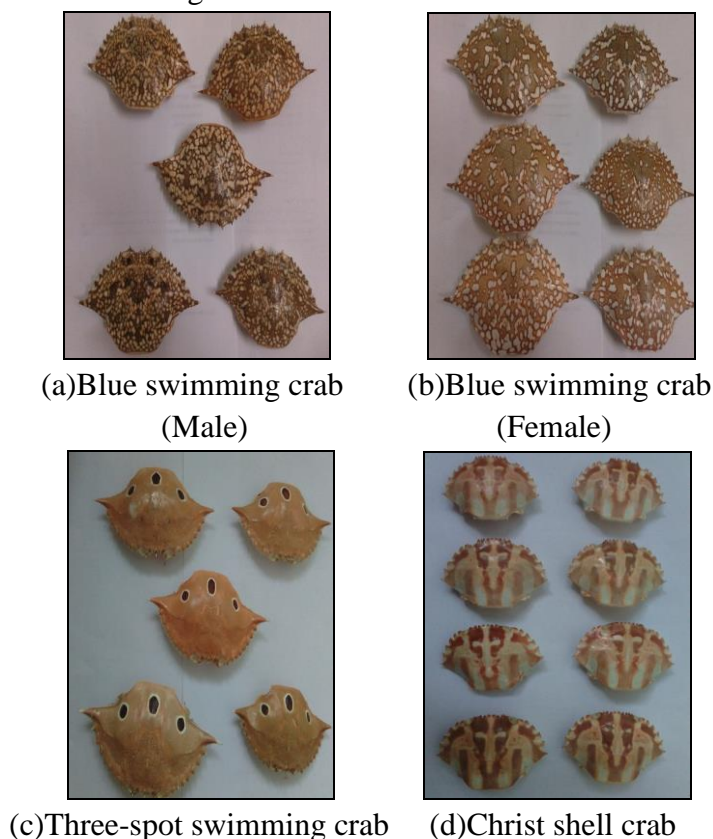 (a)Blue swimming crab
(Male)
(b)Blue swimming crab
(Female)
(c)Three-spot swimming crab
(d)Christ shell crab